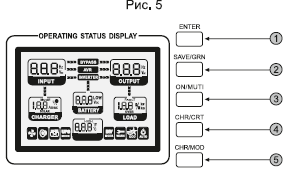 Рис. 5
ENTER
OPERATING STATUS DISPLAY
BYPASS
AVR
INVERTER
INPUT
OUTPUT
BATTERY
CHARGER
LOAD
SAVE/GRN
ON/MUTI
CHR/CRT
CHR/MOD
1
2
3
4
5